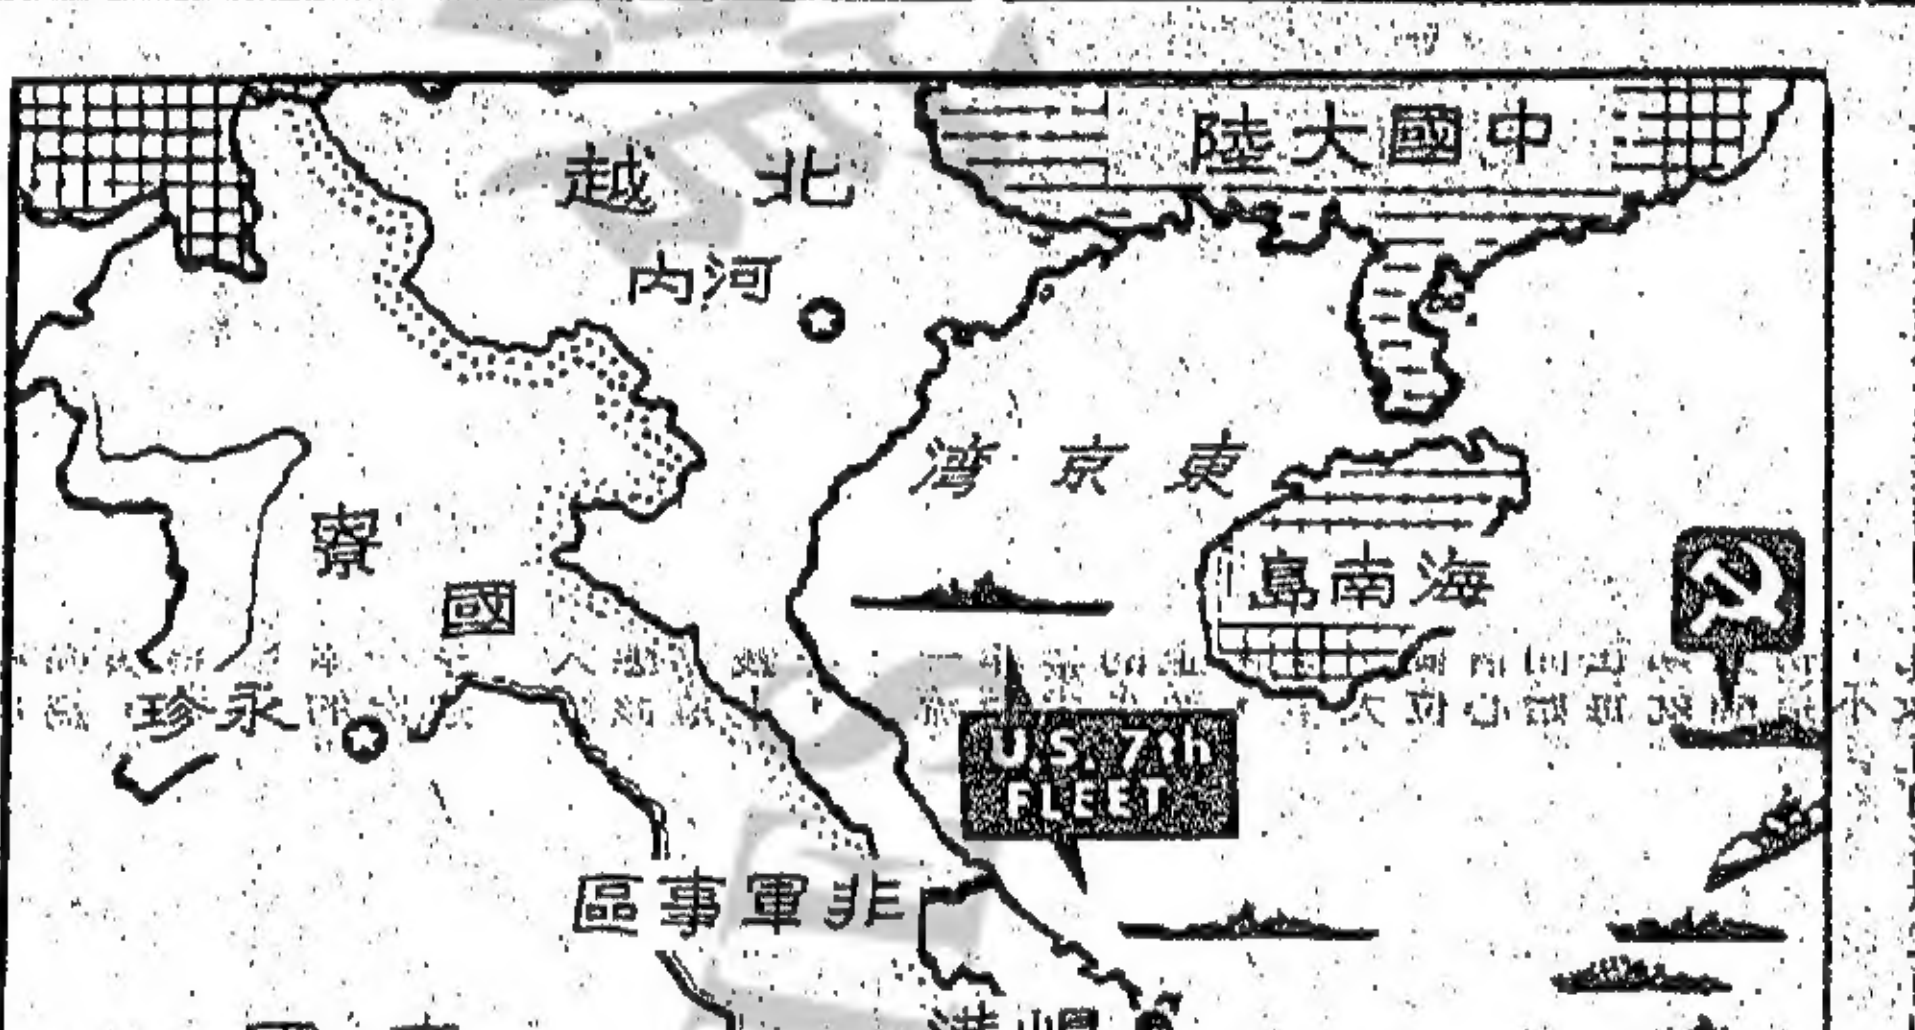 中國大陸
北越
河內
東京湾
寮國
海南島
永珍
U.S. 7th
FLEET
非軍事區